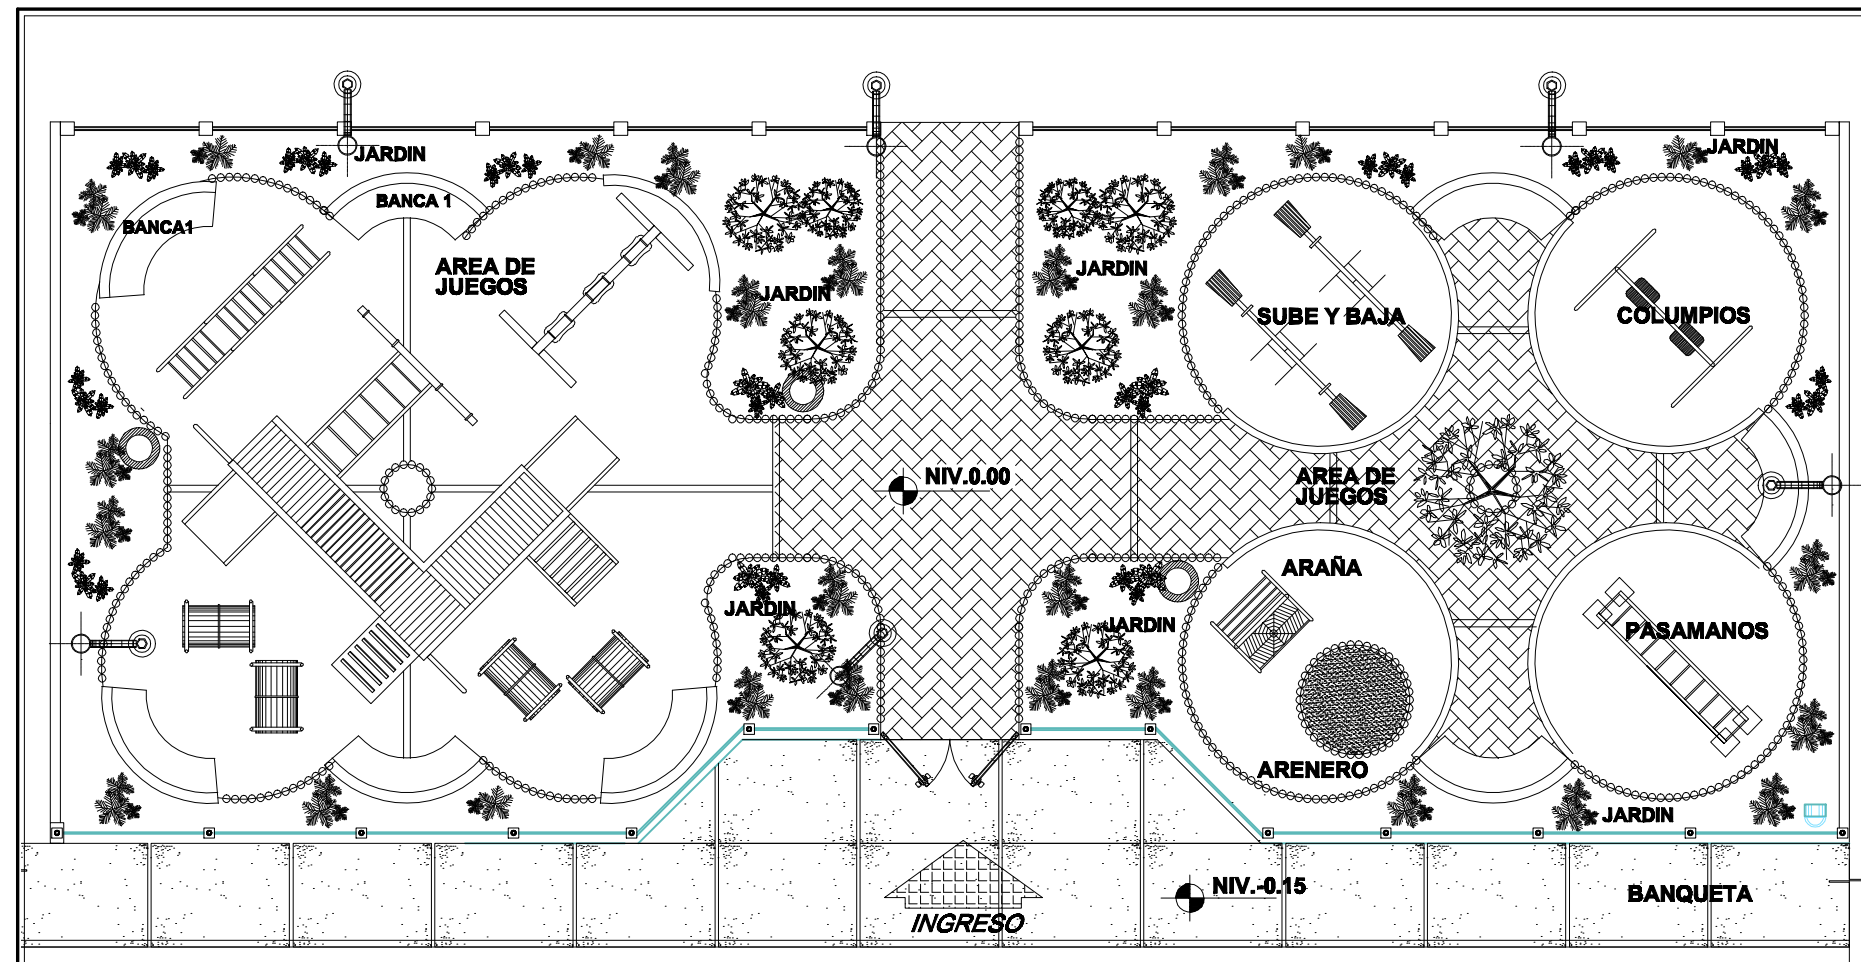 JARDIN
JARDIN
BANCA 1
BANCA1
AREA DE
JUEGOS
JARDIN
JARDIN
SUBE Y BAJA
COLUMPIOS
NIV.0.00
AREA DE
JUEGOS
ARAÑA
JARDIN
JARDIN
PASAMANOS
ARENERO
JARDIN
NIV.-0.15
BANQUETA
INGRESO